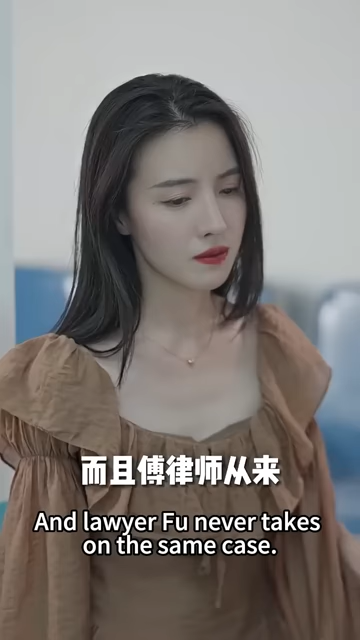 而且傅律师从来
And lawyer Fu never takes
on the same case.